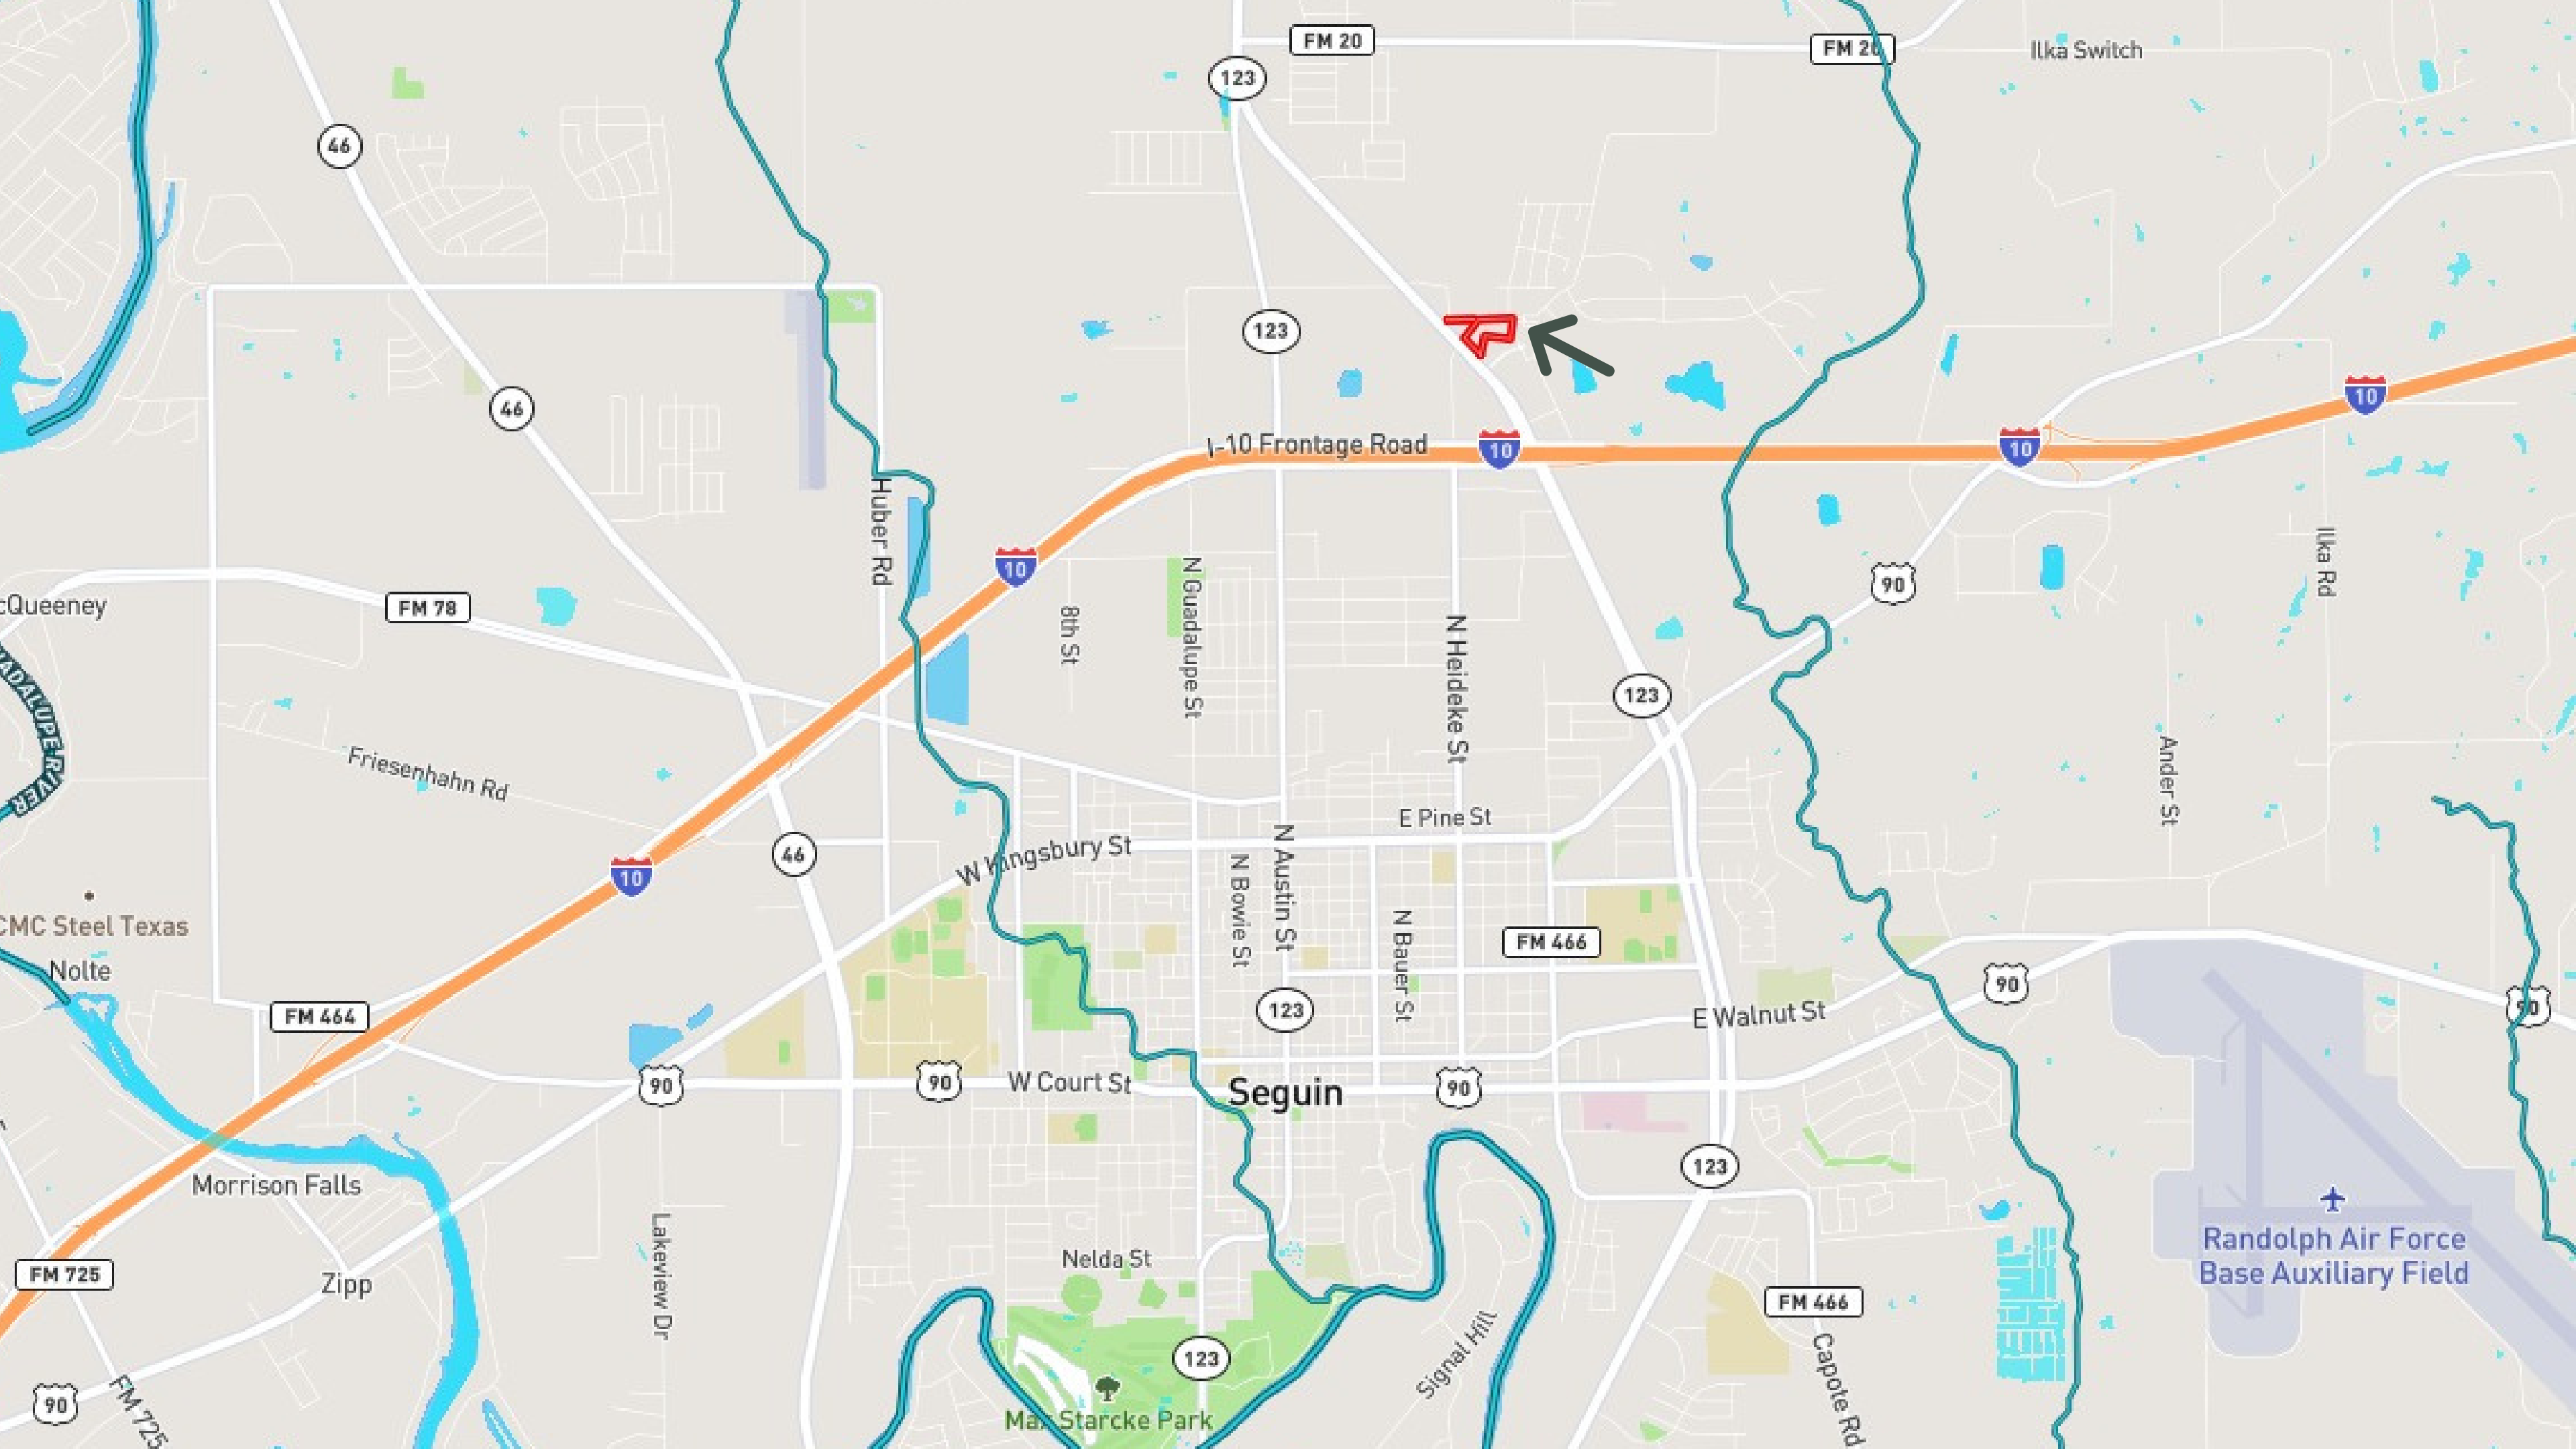 FM 20
FM 20
Ilka Switch
123
46
123
10
46
I-10 Frontage Road
10
10
Huber Rd
Ilka Rd
10
90
cQueeney
FM 78
8th St
N Guadalupe St
N Heideke St
123
GUADALUPE RIVER
Friesenhahn Rd
Ander St
E Pine St
46
W Kingsbury St
N Bowie St
N Austin St
10
CMC Steel Texas
N Bauer St
FM 466
Nolte
90
90
FM 464
123
E Walnut St
90
90
W Court St
Seguin
90
Morrison Falls
123
Lakeview Dr
Nelda St
Randolph Air Force
Base Auxiliary Field
FM 725
Zipp
FM 466
Signal Hill
123
Capote Rd
90
FM 725
Max Starcke Park